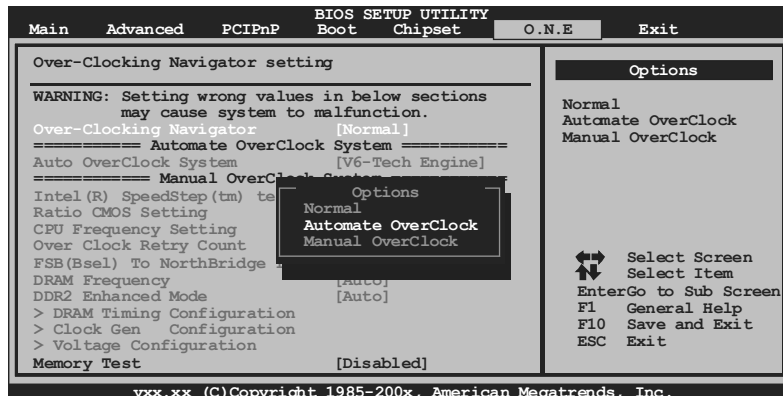 BIOS SETUP UTILITY
Main Advanced PCIPnP Boot Chipset O.N.E Exit
Over-Clocking Navigator setting
WARNING: Setting wrong values in below sections
may cause system to malfunction.
Over-Clocking Navigator [Normal]
=========== Automate OverClock System ===========
Auto OverClock System [V6-Tech Engine]
============ Manual OverClock System ============
Intel(R) SpeedStep(tm) te
Ratio CMOS Setting
CPU Frequency Setting
Over Clock Retry Count
FSB(Bsel) To NorthBridge
DRAM Frequency [Auto]
DDR2 Enhanced Mode [Auto]
> DRAM Timing Configuration
> Clock Gen Configuration
> Voltage Configuration
Memory Test [Disabled]
Options
Normal
Automate OverClock
Manual OverClock
Options
Normal
Automate OverClock
Manual OverClock
Select Screen
Select Item
EnterGo to Sub Screen
F1 General Help
F10 Save and Exit
ESC Exit
vxx.xx (C)Copyright 1985-200x, American Megatrends, Inc.